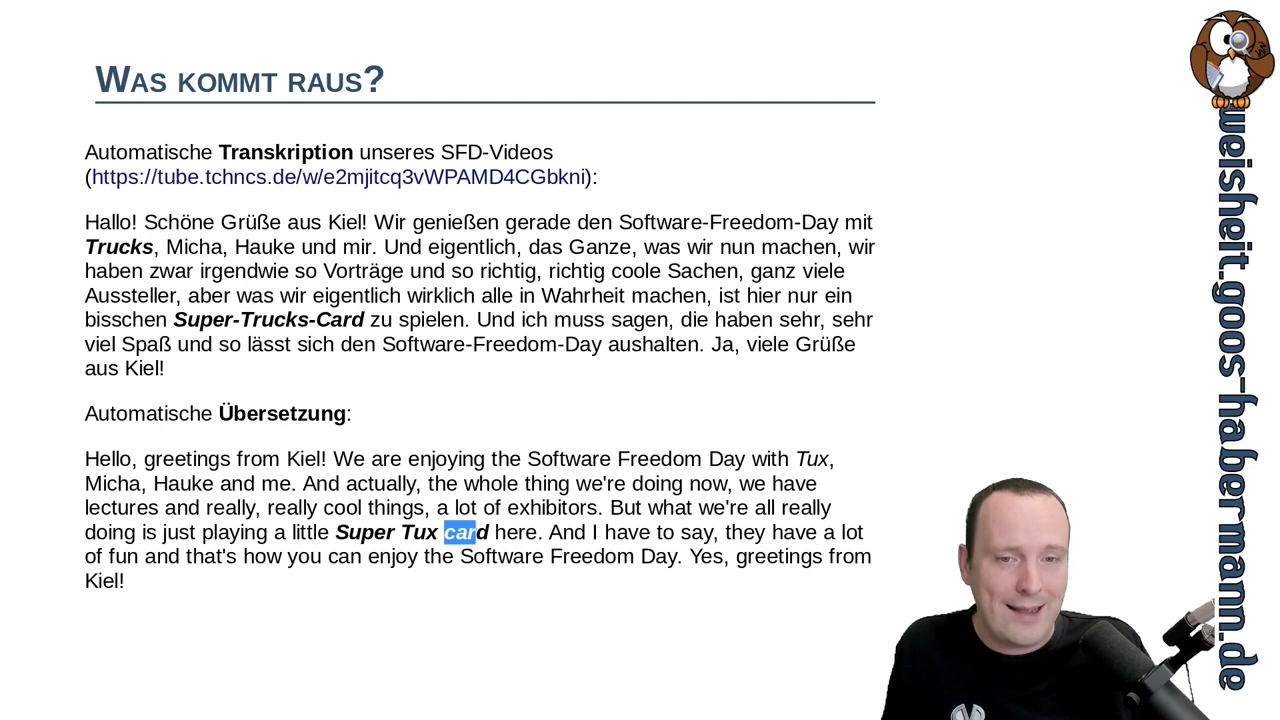 Was kommt raus?
Automatische Transkription unseres SFD-Videos
(https://tube.tchncs.de/w/e2mjitcq3vWPAMD4CGbkni):
Hallo! Schöne Grüße aus Kiel! Wir genießen gerade den Software-Freedom-Day mit
Trucks, Micha, Hauke und mir. Und eigentlich, das Ganze, was wir nun machen, wir
haben zwar irgendwie so Vorträge und so richtig, richtig coole Sachen, ganz viele
Aussteller, aber was wir eigentlich wirklich alle in Wahrheit machen, ist hier nur ein
bisschen Super-Trucks-Card zu spielen. Und ich muss sagen, die haben sehr, sehr
viel Spaß und so lässt sich den Software-Freedom-Day aushalten. Ja, viele Grüße
aus Kiel!
Automatische Übersetzung:
Hello, greetings from Kiel! We are enjoying the Software Freedom Day with Tux,
Micha, Hauke and me. And actually, the whole thing we're doing now, we have
lectures and really, really cool things, a lot of exhibitors. But what we're all really
doing is just playing a little Super Tux card here. And I have to say, they have a lot
of fun and that's how you can enjoy the Software Freedom Day. Yes, greetings from
Kiel!
weisheit.goos-habermann.de